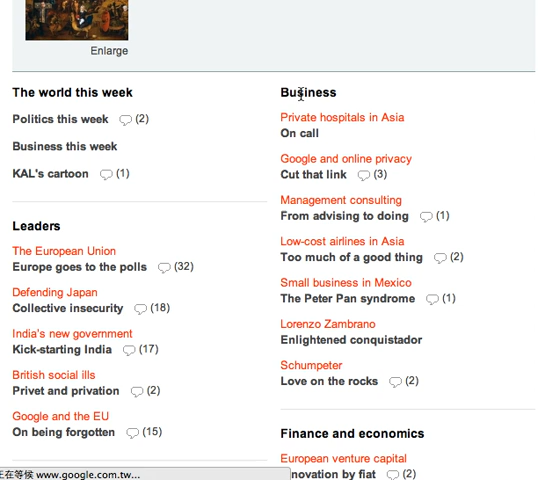 Enlarge
The world this week
Politics this week (2)
Business this week
KAL's cartoon (1)
Leaders
The European Union
Europe goes to the polls (32)
Defending Japan
Collective insecurity (18)
India's new government
Kick-starting India (17)
British social ills
Privet and privation (2)
Google and the EU
On being forgotten (15)
Business
Private hospitals in Asia
On call
Google and online privacy
Cut that link (3)
Management consulting
From advising to doing (1)
Low-cost airlines in Asia
Too much of a good thing (2)
Small business in Mexico
The Peter Pan syndrome (1)
Lorenzo Zambrano
Enlightened conquistador
Schumpeter
Love on the rocks (2)
Finance and economics
European venture capital
novation by fiat (2)
正在等候 www.google.com.tw...